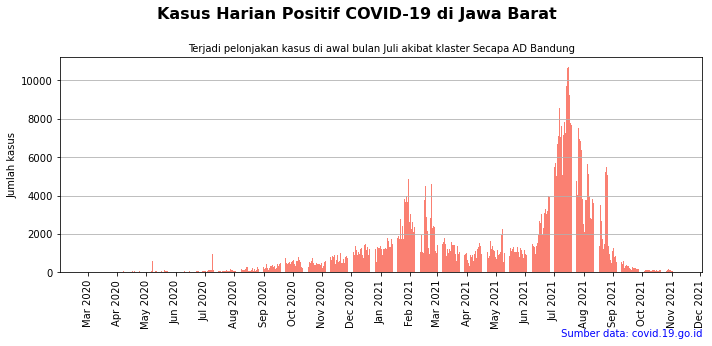 Kasus Harian Positif COVID-19 di Jawa Barat
Terjadi pelonjakan kasus di awal bulan Juli akibat klaster Secapa AD Bandung
Jumlah kasus
10000
8000
6000
4000
2000
0
Mar 2020
Apr 2020
May 2020
Jun 2020
Jul 2020
Aug 2020
Sep 2020
Oct 2020
Nov 2020
Dec 2020
Jan 2021
Feb 2021
Mar 2021
Apr 2021
May 2021
Jun 2021
Jul 2021
Aug 2021
Sep 2021
Oct 2021
Nov 2021
Dec 2021
Sumber data: covid.19.go.id